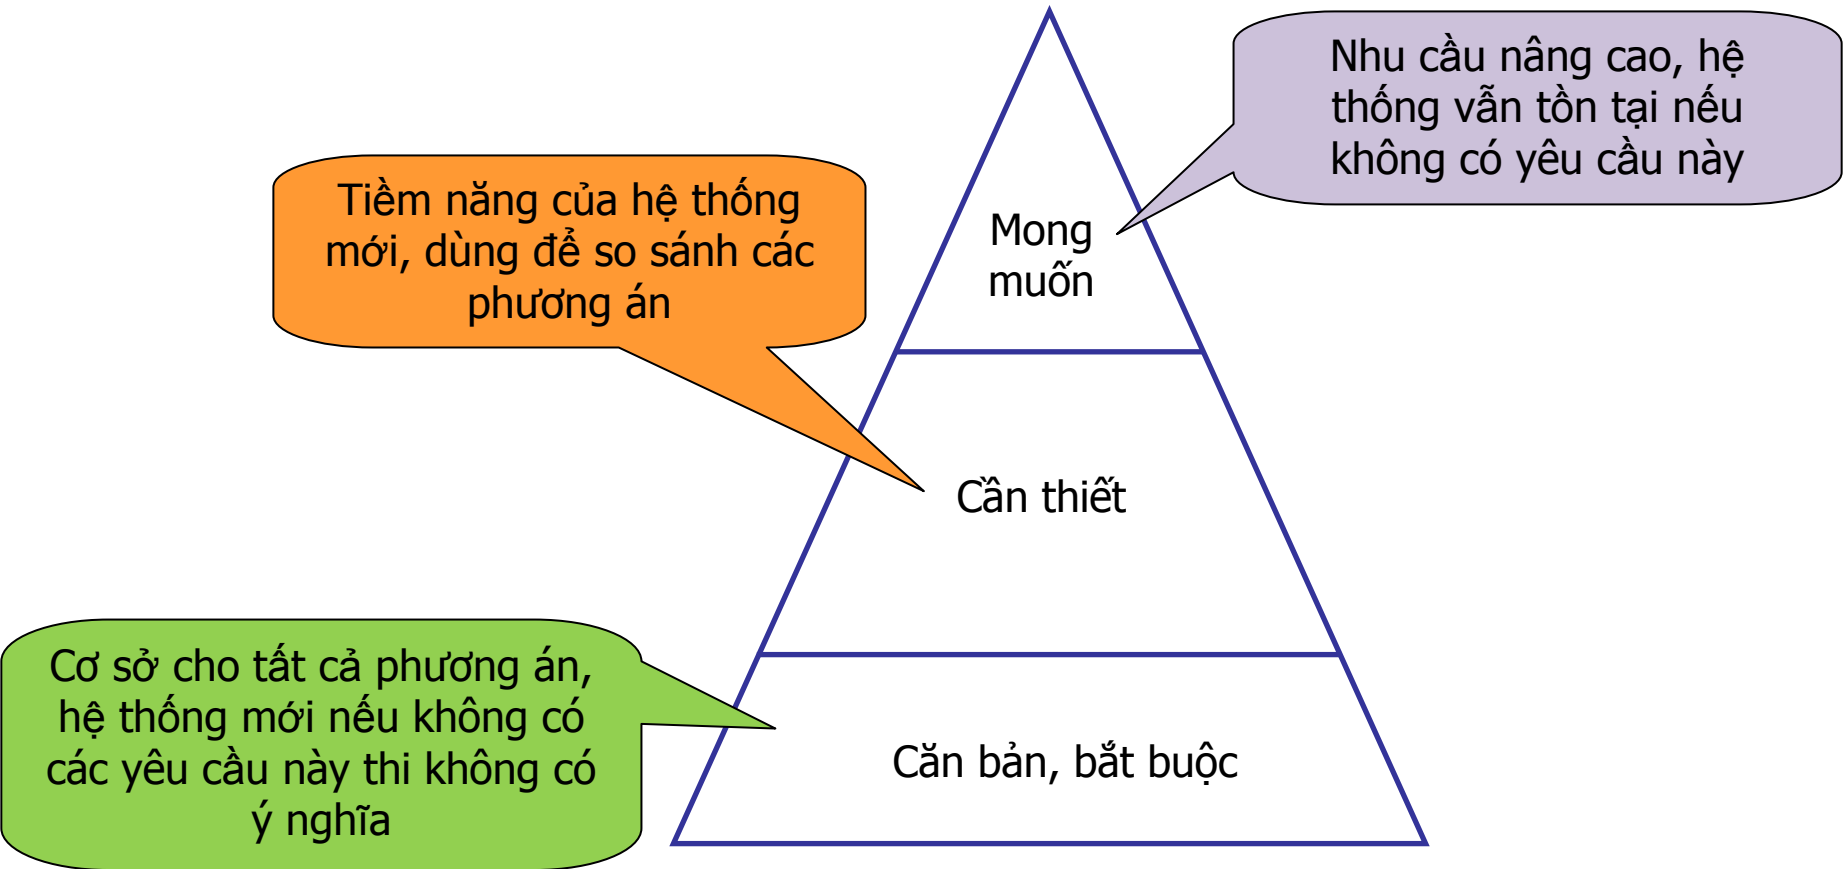 Nhu cầu nâng cao, hệ
thống vẫn tồn tại nếu
không có yêu cầu này
Tiềm năng của hệ thống
mới, dùng để so sánh các
phương án
Mong
muốn
Cần thiết
Cơ sở cho tất cả phương án,
hệ thống mới nếu không có
các yêu cầu này thi không có
ý nghĩa
Căn bản, bắt buộc